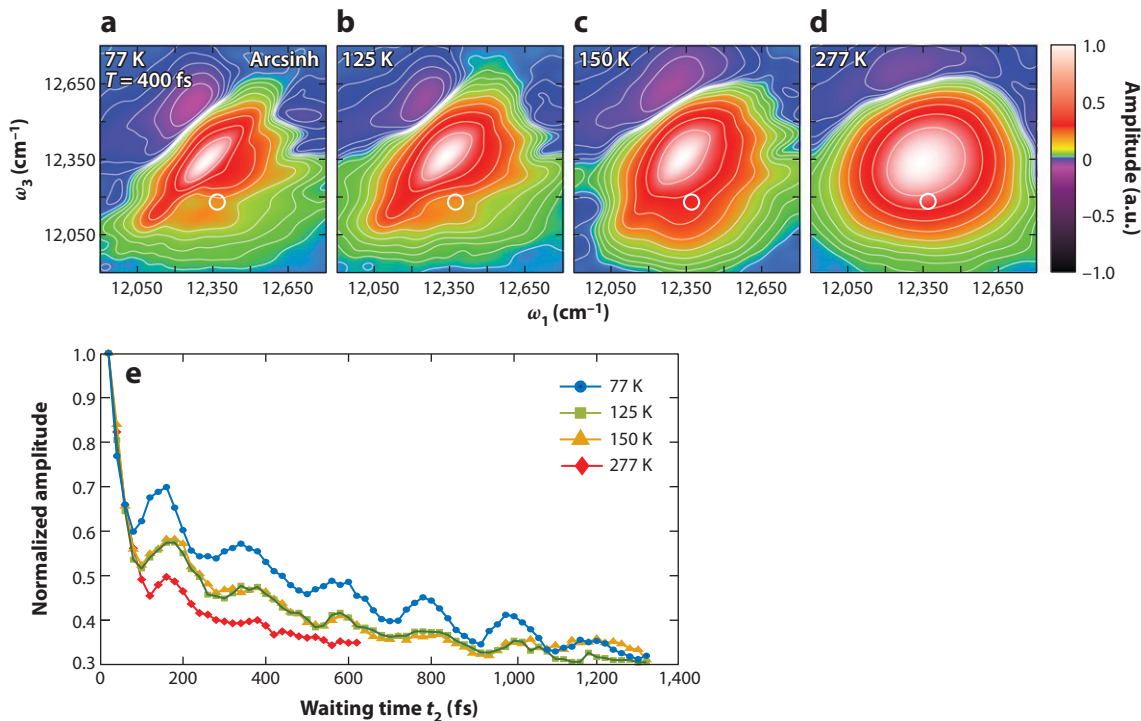 a b c d
77 K Arcsinh 125 K 150 K 277 K
T = 400 fs
12,650
12,350
12,050
ω3 (cm−1)
12,050 12,350 12,650 12,050 12,350 12,650 12,050 12,350 12,650 12,050 12,350 12,650
ω1 (cm−1)
1.0
0.5
0
−0.5
−1.0
Amplitude (a.u.)
e
1.0
0.9
0.8
0.7
0.6
0.5
0.4
0.3
Normalized amplitude
77 K
125 K
150 K
277 K
0 200 400 600 800 1,000 1,200 1,400
Waiting time t2 (fs)